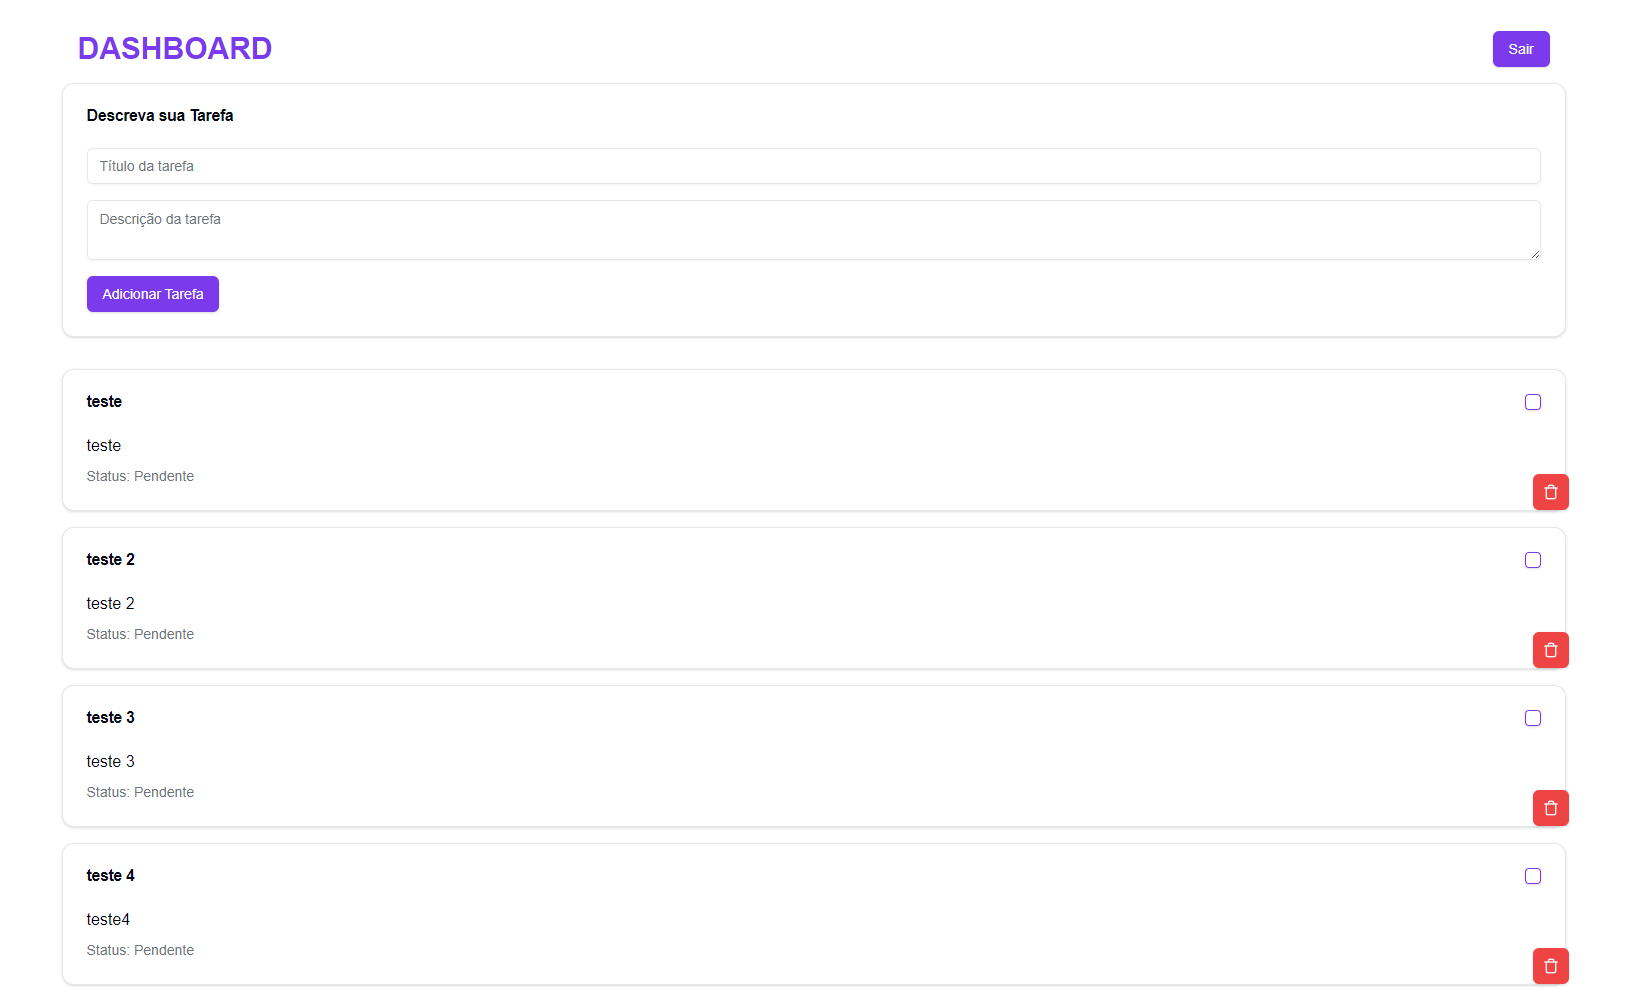 DASHBOARD
Sair
Descreva sua Tarefa
Título da tarefa
Descrição da tarefa
Adicionar Tarefa
teste
teste
Status: Pendente
teste 2
teste 2
Status: Pendente
teste 3
teste 3
Status: Pendente
teste 4
teste4
Status: Pendente